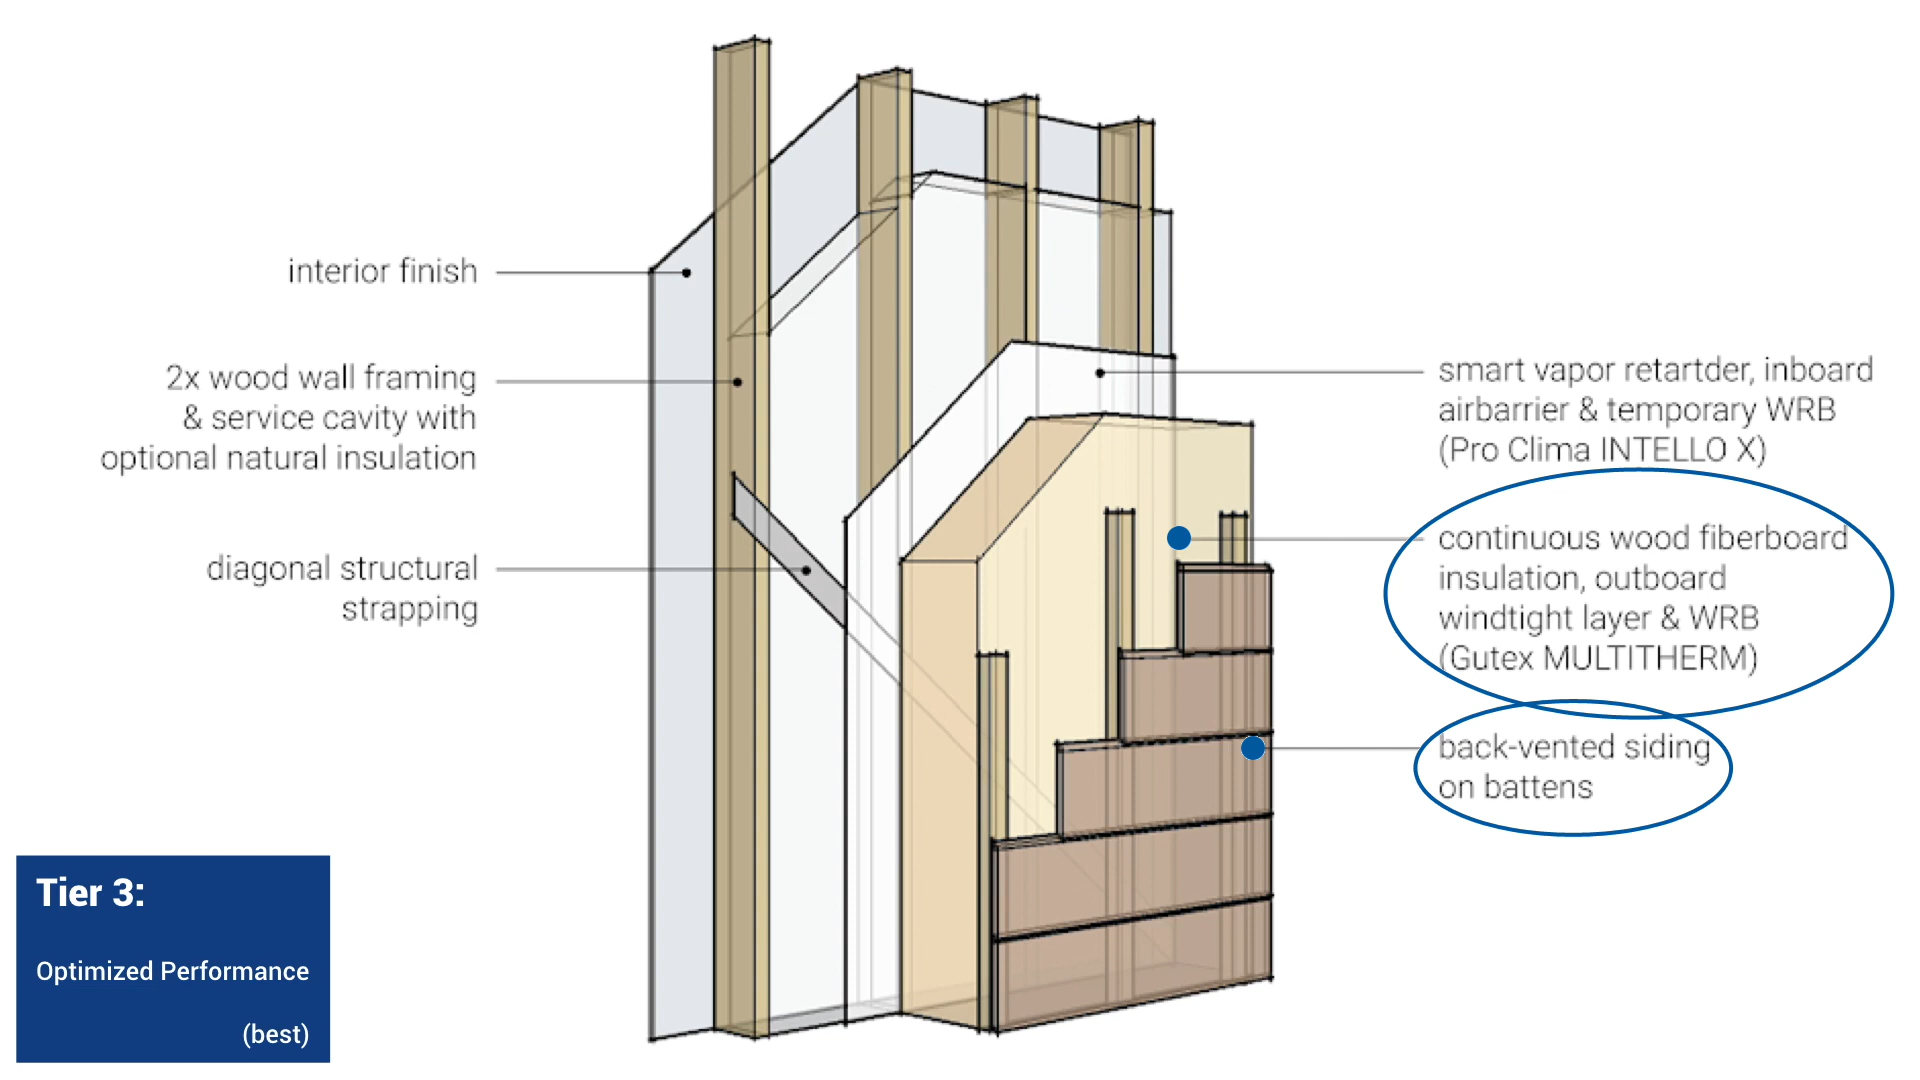 interior finish
2x wood wall framing
& service cavity with
optional natural insulation
diagonal structural
strapping
smart vapor retartder, inboard
airbarrier & temporary WRB
(Pro Clima INTELLO X)
continuous wood fiberboard
insulation, outboard
windtight layer & WRB
(Gutex MULTITHERM)
back-vented siding
on battens
Tier 3:
Optimized Performance
(best)